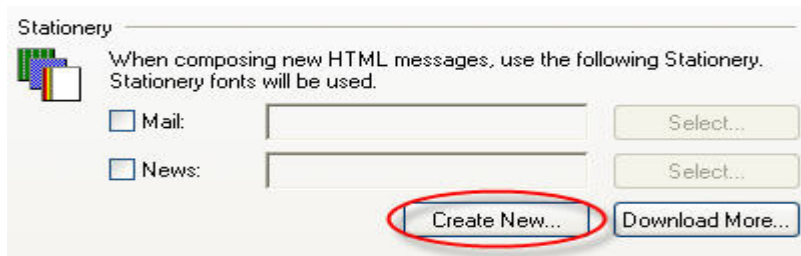 Stationery
When composing new HTML messages, use the following Stationery.
Stationery fonts will be used.
Mail: Select...
News: Select...
Create New... Download More...